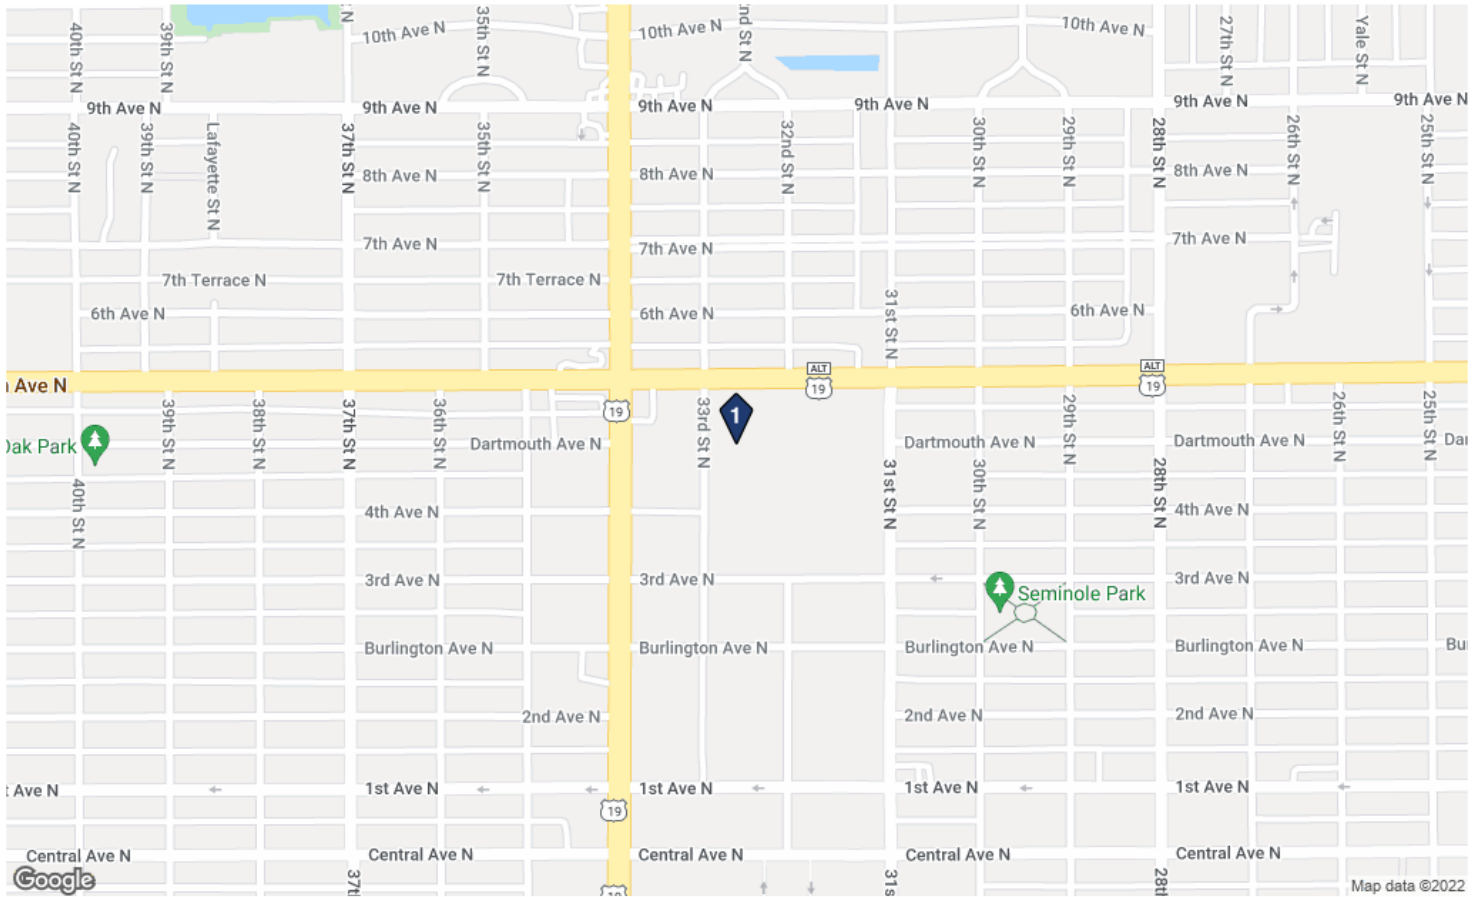 40th St N
39th St N
N
10th Ave N
35th St N
10th Ave N
nd St N
10th Ave N
27th St N
Yale St N
9th Ave N
9th Ave N
9th Ave N
9th Ave N
9th Ave N
9th Ave N
40th St N
39th St N
Lafayette St N
37th St N
35th St N
32nd St N
30th St N
29th St N
28th St N
26th St N
25th St N
8th Ave N
8th Ave N
8th Ave N
7th Ave N
7th Ave N
7th Ave N
7th Terrace N
7th Terrace N
6th Ave N
6th Ave N
31st St N
6th Ave N
Ave N
ALT
19
ALT
19
19
1
39th St N
38th St N
37th St N
36th St N
33rd St N
29th St N
26th St N
25th St N
Oak Park
Dartmouth Ave N
Dartmouth Ave N
Dartmouth Ave N
Da
40th St N
31st St N
30th St N
28th St N
4th Ave N
4th Ave N
3rd Ave N
3rd Ave N
3rd Ave N
Seminole Park
Burlington Ave N
Burlington Ave N
Burlington Ave N
Burlington Ave N
Bu
2nd Ave N
2nd Ave N
2nd Ave N
t Ave N
1st Ave N
1st Ave N
1st Ave N
1st Ave N
19
Central Ave N
Central Ave N
Central Ave N
Central Ave N
Central Ave N
37t
31s
28t
19
Google
Map data ©2022